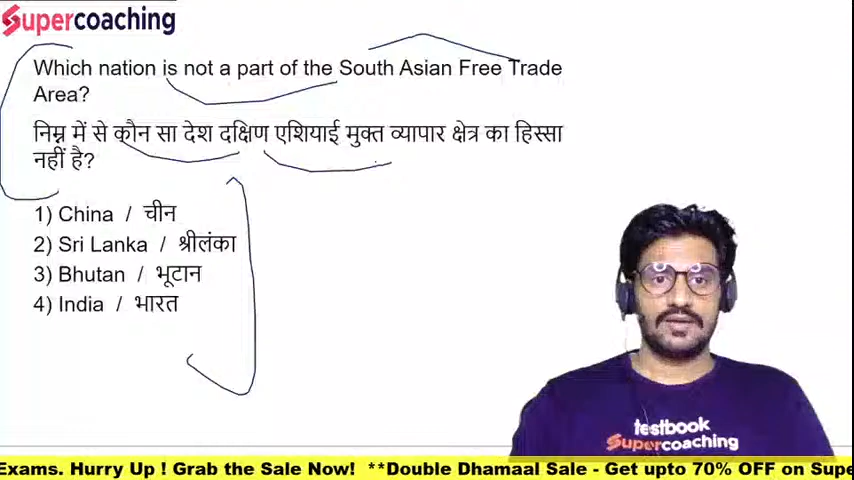 Supercoaching
Which nation is not a part of the South Asian Free Trade
Area?
निम्न में से कौन सा देश दक्षिण एशियाई मुक्त व्यापार क्षेत्र का हिस्सा
नहीं है?
1) China / चीन
2) Sri Lanka / श्रीलंका
3) Bhutan / भूटान
4) India / भारत
testbook
Supercoaching
Exams. Hurry Up ! Grab the Sale Now! **Double Dhamaal Sale - Get upto 70% OFF on Supe